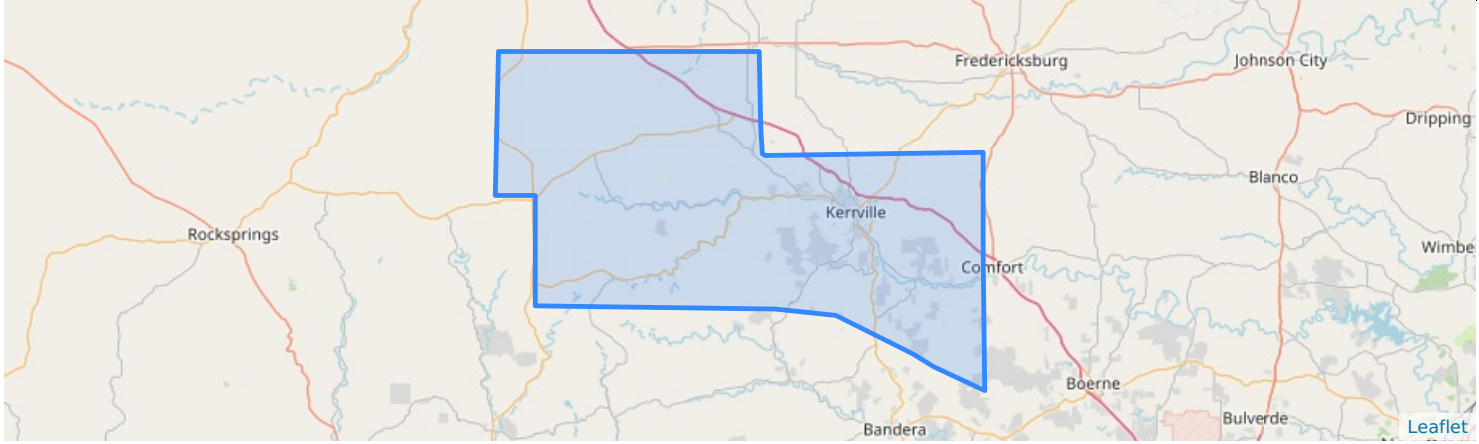 Fredericksburg
Johnson City
Dripping
Blanco
Kerrville
Rocksprings
Wimbe
Comfort
Boerne
Bulverde
Bandera
Leaflet